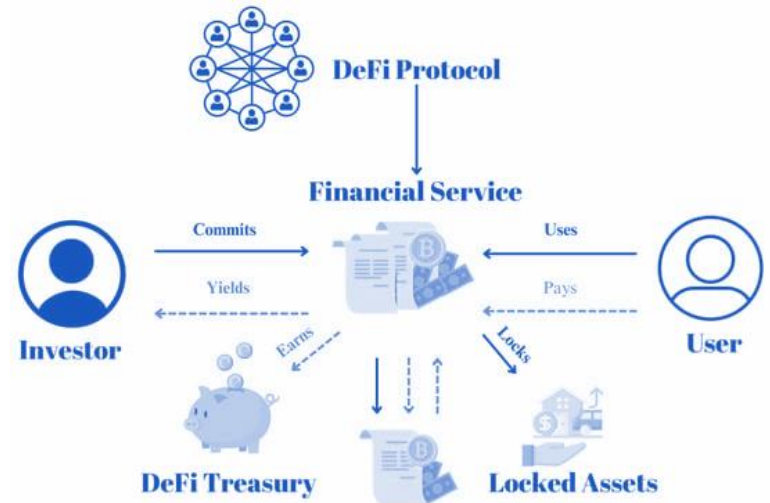 DeFi Protocol
Financial Service
Commits
Uses
Yields
Pays
Investor
User
Earns
Locks
DeFi Treasury
Locked Assets